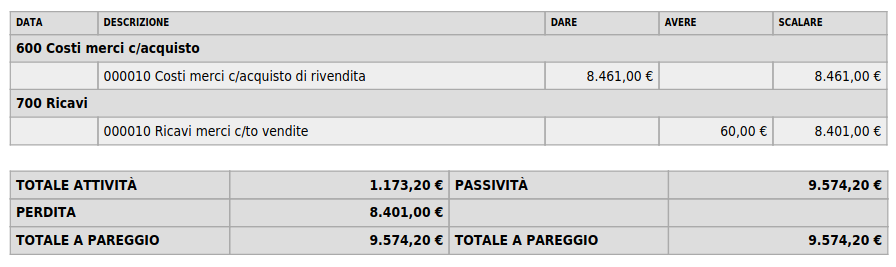 DATA DESCRIZIONE DARE AVERE SCALARE
600 Costi merci c/acquisto
000010 Costi merci c/acquisto di rivendita 8.461,00 € 8.461,00 €
700 Ricavi
000010 Ricavi merci c/to vendite 60,00 € 8.401,00 €
TOTALE ATTIVITÀ 1.173,20 € PASSIVITÀ 9.574,20 €
PERDITA 8.401,00 €
TOTALE A PAREGGIO 9.574,20 € TOTALE A PAREGGIO 9.574,20 €